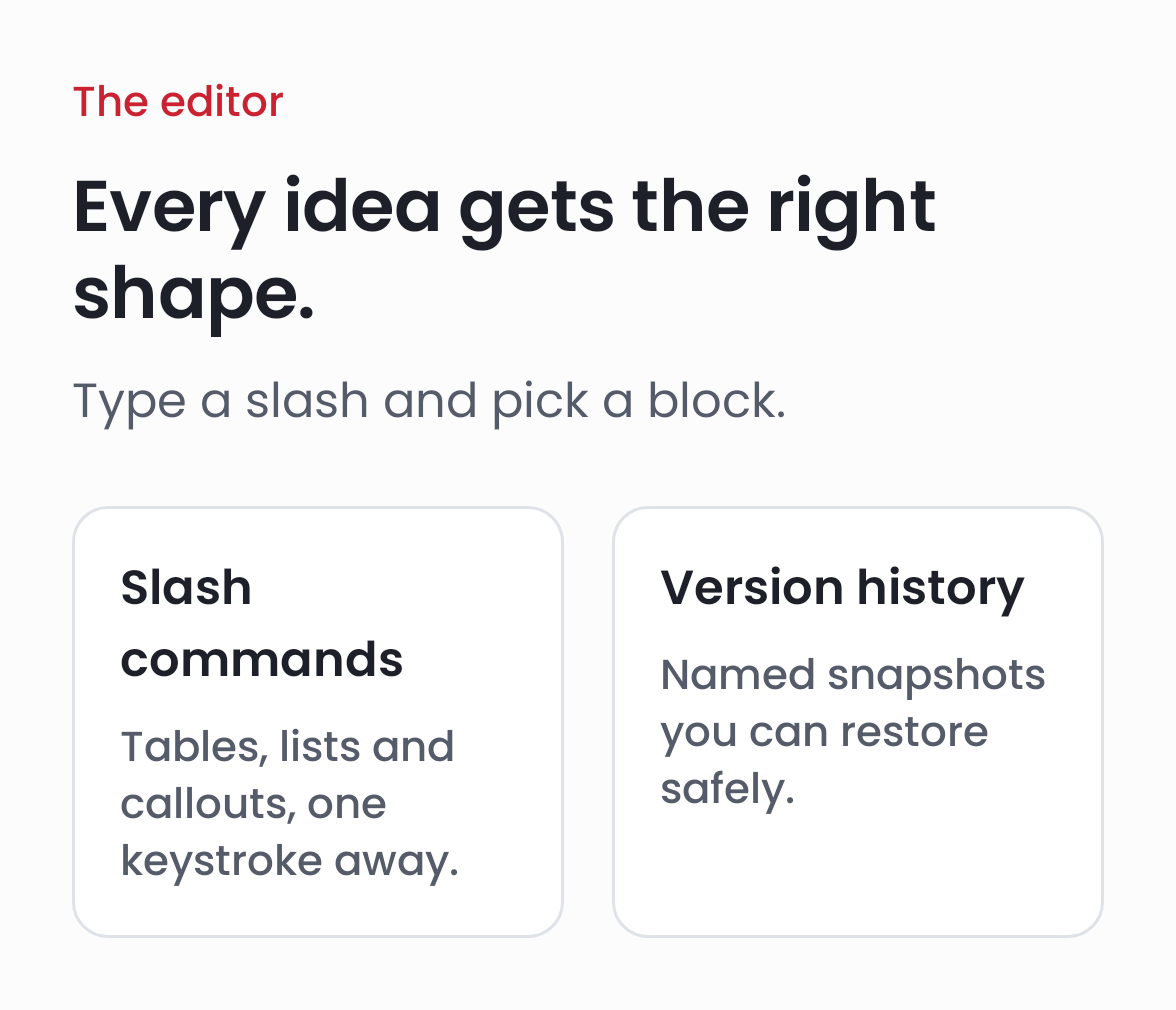 The editor
Every idea gets the right
shape.
Type a slash and pick a block.
Slash
commands
Tables, lists and
callouts, one
keystroke away.
Version history
Named snapshots
you can restore
safely.